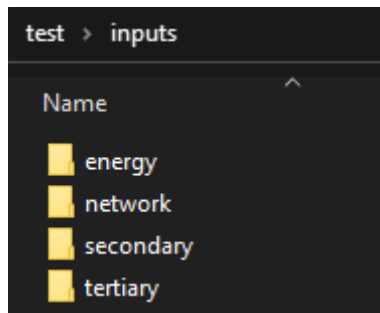 test > inputs
Name
energy
network
secondary
tertiary